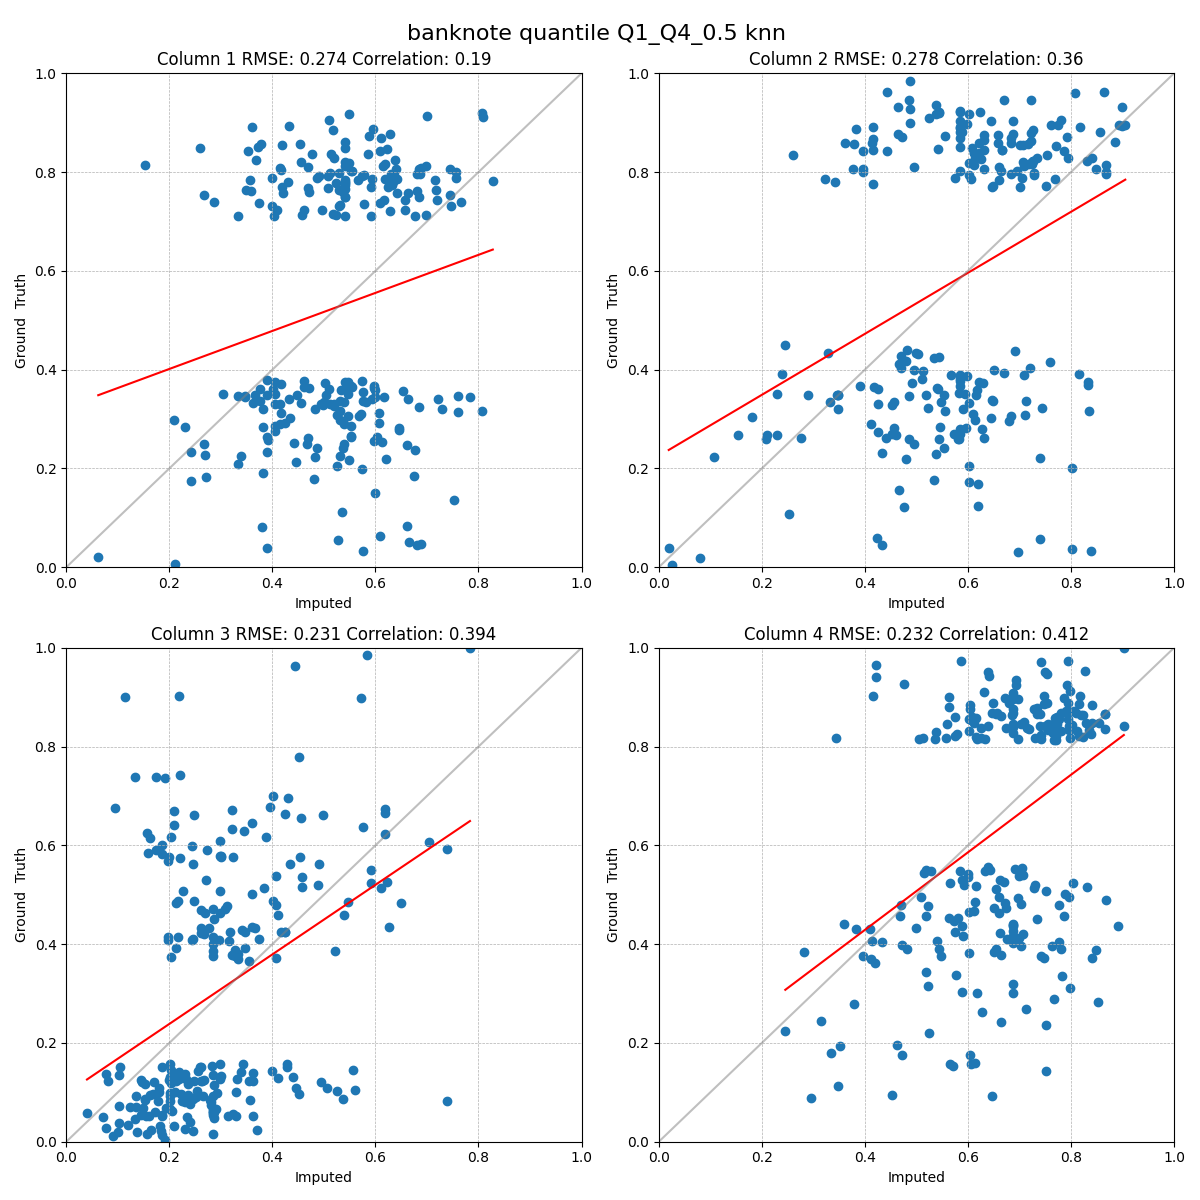 banknote quantile Q1_Q4_0.5 knn
Column 1 RMSE: 0.274 Correlation: 0.19
Column 2 RMSE: 0.278 Correlation: 0.36
1.0
0.8
0.6
0.4
0.2
0.0
Ground Truth
0.0 0.2 0.4 0.6 0.8 1.0
Imputed
1.0
0.8
0.6
0.4
0.2
0.0
Ground Truth
0.0 0.2 0.4 0.6 0.8 1.0
Imputed
Column 3 RMSE: 0.231 Correlation: 0.394
Column 4 RMSE: 0.232 Correlation: 0.412
1.0
0.8
0.6
0.4
0.2
0.0
Ground Truth
0.0 0.2 0.4 0.6 0.8 1.0
Imputed
1.0
0.8
0.6
0.4
0.2
0.0
Ground Truth
0.0 0.2 0.4 0.6 0.8 1.0
Imputed